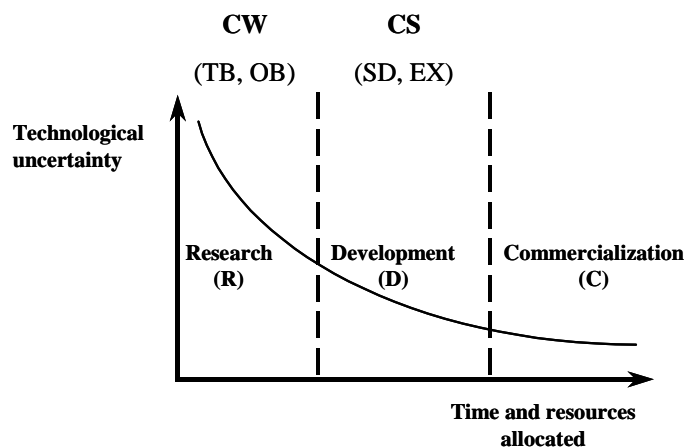 CW
CS
(TB, OB)
(SD, EX)
Technological
uncertainty
Research
(R)
Development
(D)
Commercialization
(C)
Time and resources
allocated